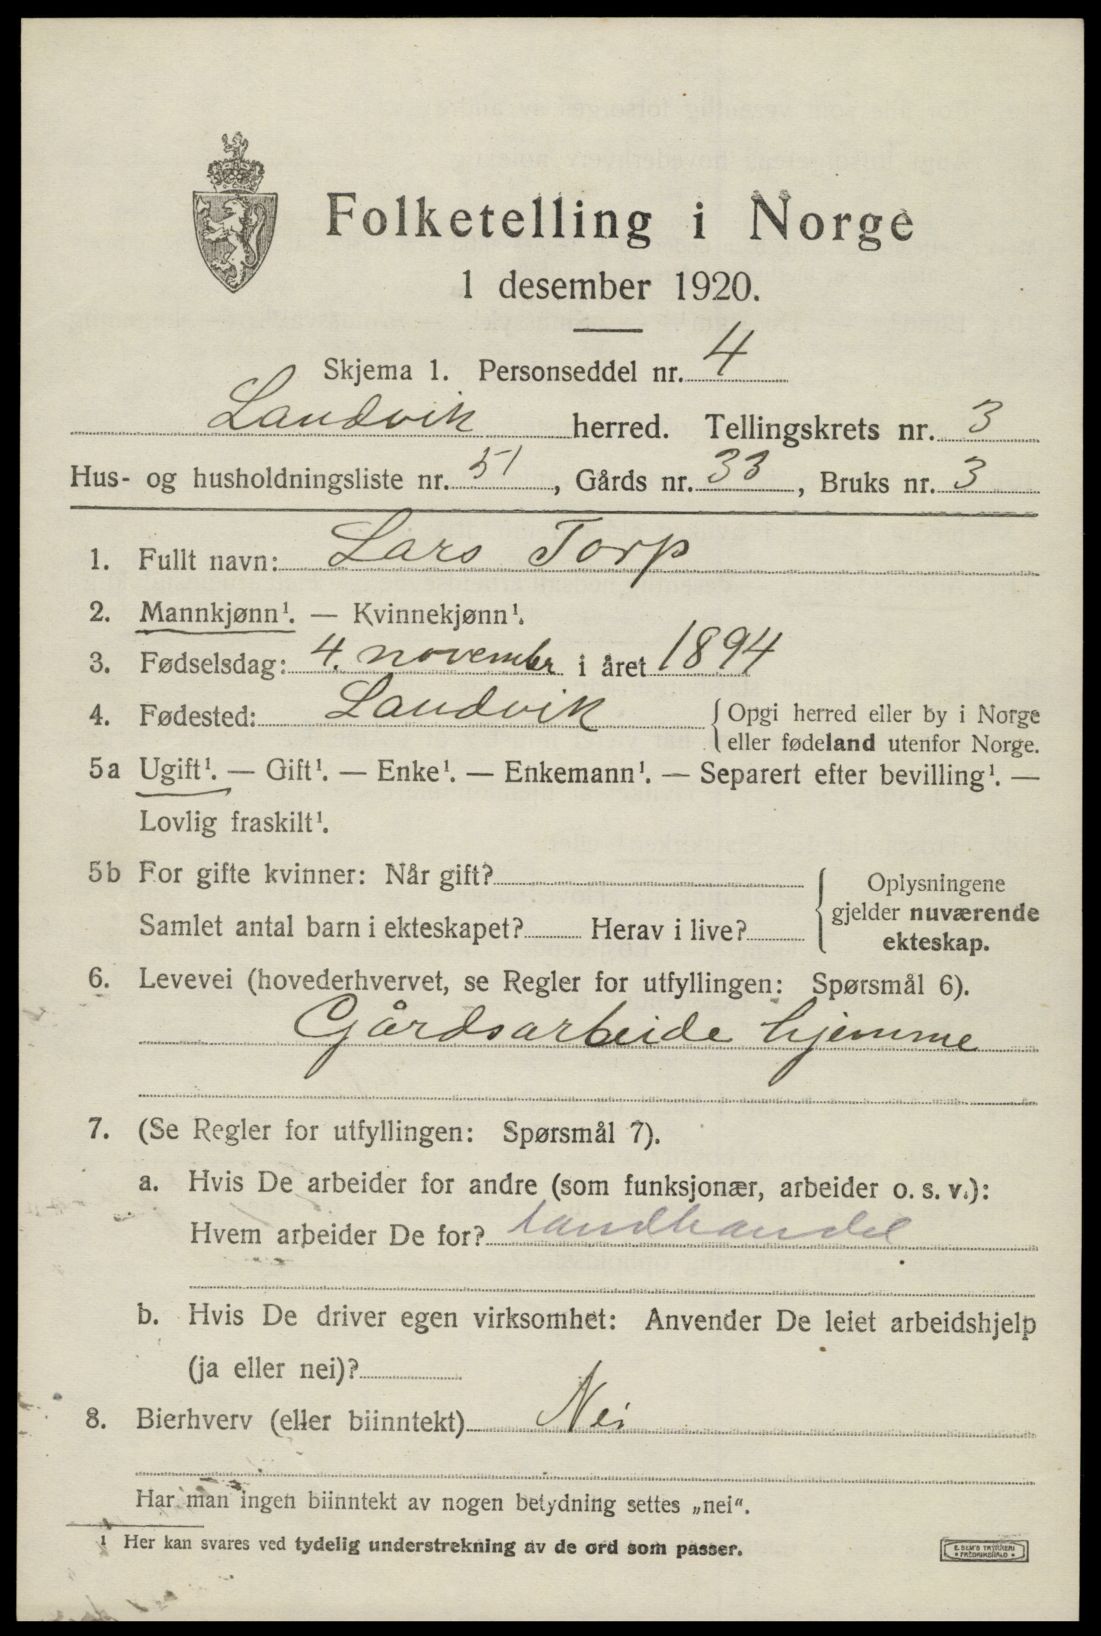 Folketelling i Norge
1 desember 1920.
Skjema 1. Personseddel nr. 4
Landvik herred. Tellingskrets nr. 3
Hus- og husholdningsliste nr. 51, Gårds nr. 33, Bruks nr. 3
1. Fullt navn: Lars Torp
2. Mannkjønn¹. — Kvinnekjønn¹.
3. Fødselsdag: 4. november i året 1894
4. Fødested: Landvik { Opgi herred eller by i Norge
eller fødeland utenfor Norge.
5a Ugift¹. — Gift¹. — Enke¹. — Enkemann¹. — Separert efter bevilling¹. —
Lovlig fraskilt¹.
5b For gifte kvinner: Når gift?
Samlet antal barn i ekteskapet? Herav i live?
{ Oplysningene
gjelder nuværende
ekteskap.
6. Levevei (hovederhvervet, se Regler for utfyllingen: Spørsmål 6).
Gårdsarbeide hjemme
7. (Se Regler for utfyllingen: Spørsmål 7).
a. Hvis De arbeider for andre (som funksjonær, arbeider o. s. v.):
Hvem arbeider De for? Landhandel
b. Hvis De driver egen virksomhet: Anvender De leiet arbeidshjelp
(ja eller nei)?
8. Bierhverv (eller biinntekt) Nei
Har man ingen biinntekt av nogen betydning settes „nei“.
¹ Her kan svares ved tydelig understrekning av de ord som passer.
E. SEM'S TRYKKERI
FREDRIKSHALD